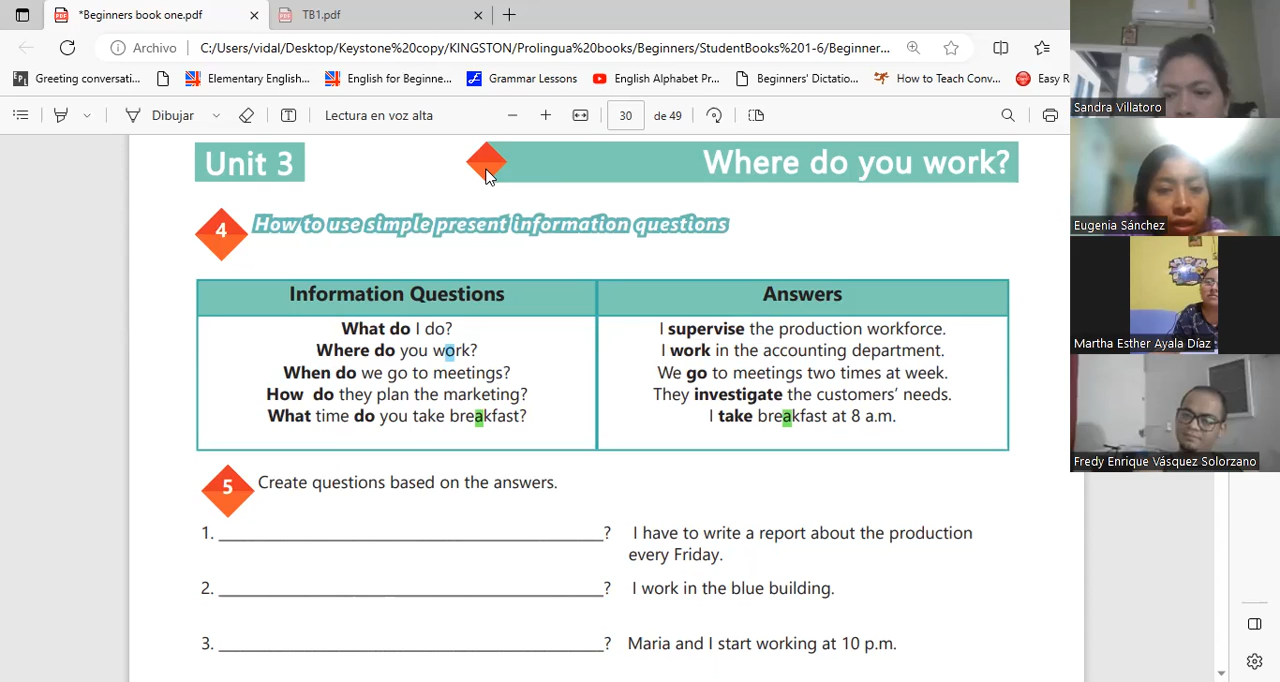 *Beginners book one.pdf
TB1.pdf
Archivo
C:/Users/vidal/Desktop/Keystone%20copy/KINGSTON/Prolingua%20books/Beginners/StudentBooks%201-6/Beginner...
Greeting conversati...
Elementary English...
English for Beginne...
Grammar Lessons
English Alphabet Pr...
Beginners' Dictatio...
How to Teach Conv...
Easy R
Dibujar
Lectura en voz alta
30
de 49
Unit 3
Where do you work?
4
How to use simple present information questions
Information Questions
Answers
What do I do?
I supervise the production workforce.
Where do you work?
I work in the accounting department.
When do we go to meetings?
We go to meetings two times at week.
How do they plan the marketing?
They investigate the customers' needs.
What time do you take breakfast?
I take breakfast at 8 a.m.
5
Create questions based on the answers.
1. ______________________________________? I have to write a report about the production
every Friday.
2. ______________________________________? I work in the blue building.
3. ______________________________________? Maria and I start working at 10 p.m.
Sandra Villatoro
Eugenia Sánchez
Martha Esther Ayala Díaz
Fredy Enrique Vásquez Solorzano